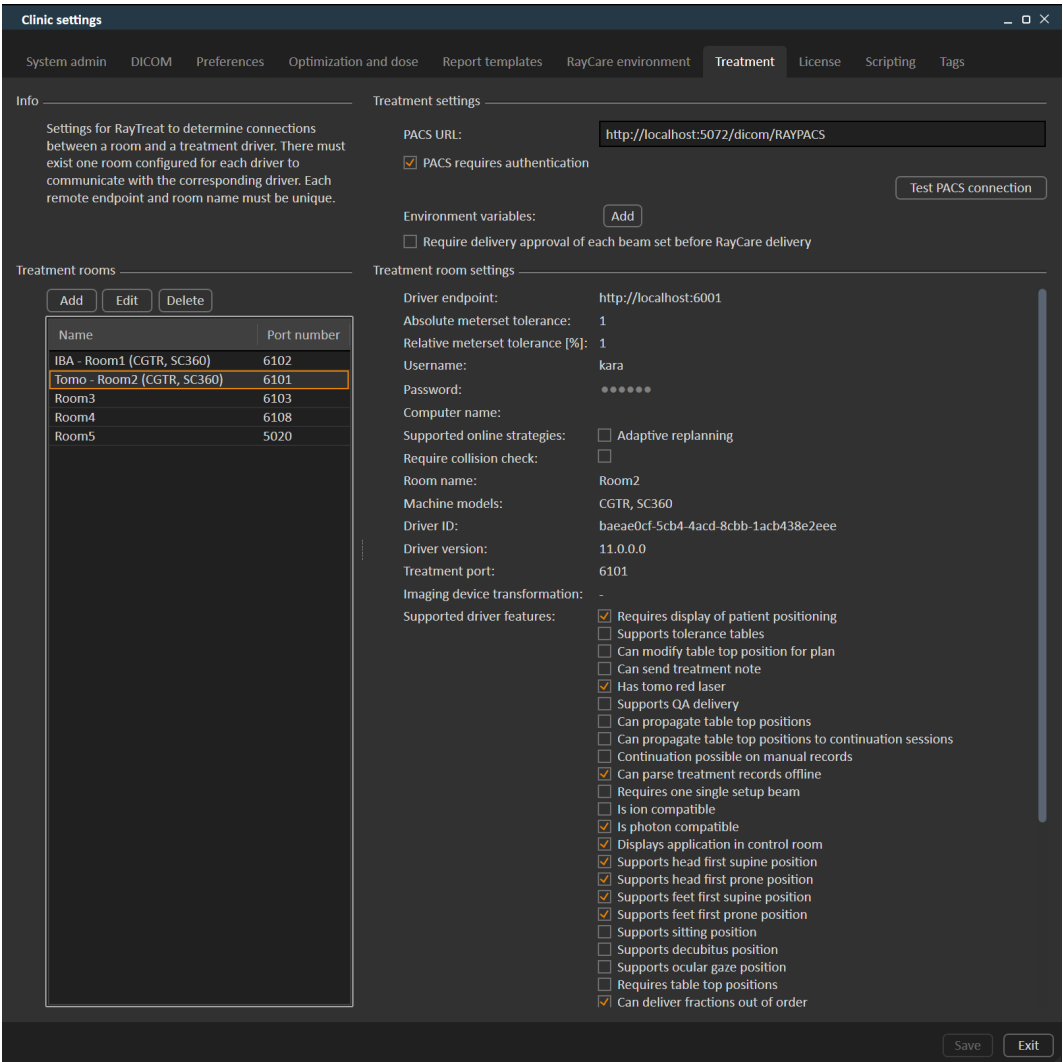 Clinic settings
System admin DICOM Preferences Optimization and dose Report templates RayCare environment Treatment License Scripting Tags
Info
Settings for RayTreat to determine connections
between a room and a treatment driver. There must
exist one room configured for each driver to
communicate with the corresponding driver. Each
remote endpoint and room name must be unique.
Treatment settings
PACS URL: http://localhost:5072/dicom/RAYPACS
PACS requires authentication
Test PACS connection
Environment variables: Add
Require delivery approval of each beam set before RayCare delivery
Treatment rooms
Add Edit Delete
Name Port number
IBA - Room1 (CGTR, SC360) 6102
Tomo - Room2 (CGTR, SC360) 6101
Room3 6103
Room4 6108
Room5 5020
Treatment room settings
Driver endpoint: http://localhost:6001
Absolute meterset tolerance: 1
Relative meterset tolerance [%]: 1
Username: kara
Password: ●●●●●●
Computer name:
Supported online strategies: Adaptive replanning
Require collision check:
Room name: Room2
Machine models: CGTR, SC360
Driver ID: baeae0cf-5cb4-4acd-8cbb-1acb438e2eee
Driver version: 11.0.0.0
Treatment port: 6101
Imaging device transformation: -
Supported driver features: Requires display of patient positioning
Supports tolerance tables
Can modify table top position for plan
Can send treatment note
Has tomo red laser
Supports QA delivery
Can propagate table top positions
Can propagate table top positions to continuation sessions
Continuation possible on manual records
Can parse treatment records offline
Requires one single setup beam
Is ion compatible
Is photon compatible
Displays application in control room
Supports head first supine position
Supports head first prone position
Supports feet first supine position
Supports feet first prone position
Supports sitting position
Supports decubitus position
Supports ocular gaze position
Requires table top positions
Can deliver fractions out of order
Save Exit